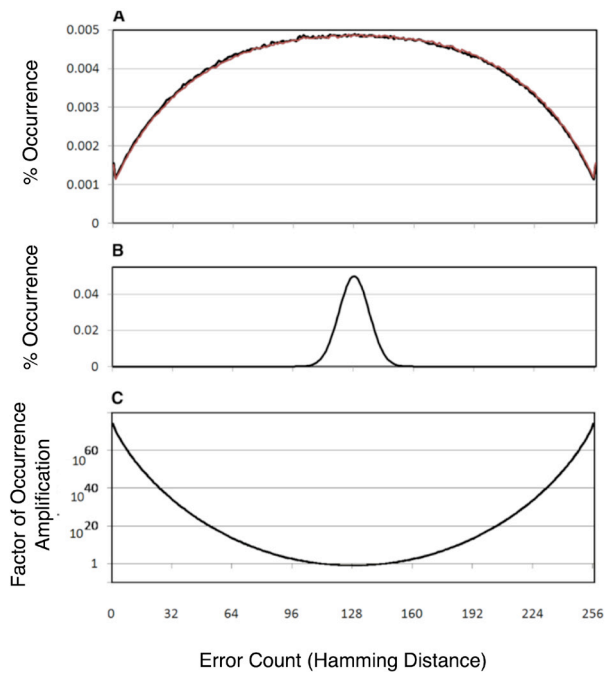 A
% Occurrence
0.005
0.004
0.003
0.002
0.001
0
B
% Occurrence
0.04
0.02
0
C
Factor of Occurrence
Amplification
10 60
10 40
10 20
1
0 32 64 96 128 160 192 224 256
Error Count (Hamming Distance)